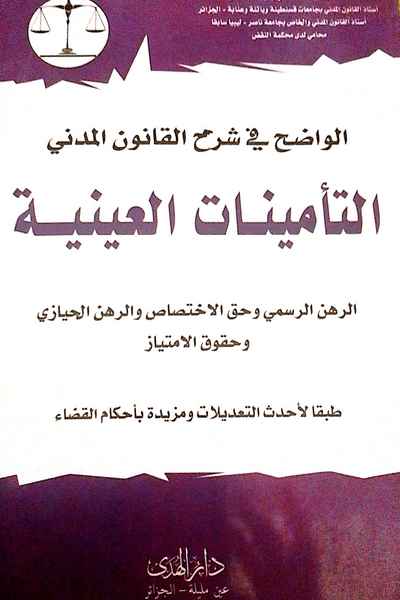 أستاذ القانون المدني بجامعات قسنطينة وباتنة وعنابة - الجزائر
أستاذ القانون المدني والخاص بجامعة ناصر - ليبيا سابقا
محامي لدى محكمة النقض
الواضح في شرح القانون المدني
التأمينات العينية
الرهن الرسمي وحق الاختصاص والرهن الحيازي
وحقوق الامتياز
طبقا لأحدث التعديلات ومزيدة بأحكام القضاء
دار الهدى
عين مليلة - الجزائر